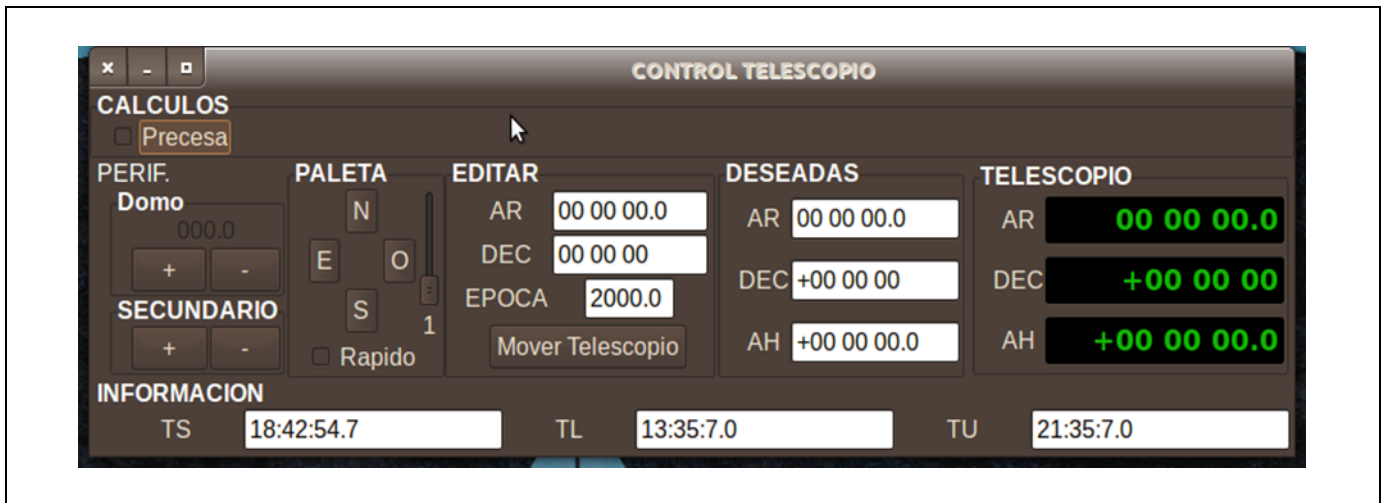 x - □ CONTROL TELESCOPIO
CALCULOS
Precesa
PERIF.
Domo
000.0
+ -
SECUNDARIO
+ -
PALETA
N
E O
S
1
Rapido
EDITAR
AR 00 00 00.0
DEC 00 00 00
EPOCA 2000.0
Mover Telescopio
DESEADAS
AR 00 00 00.0
DEC +00 00 00
AH +00 00 00.0
TELESCOPIO
AR 00 00 00.0
DEC +00 00 00
AH +00 00 00.0
INFORMACION
TS 18:42:54.7 TL 13:35:7.0 TU 21:35:7.0